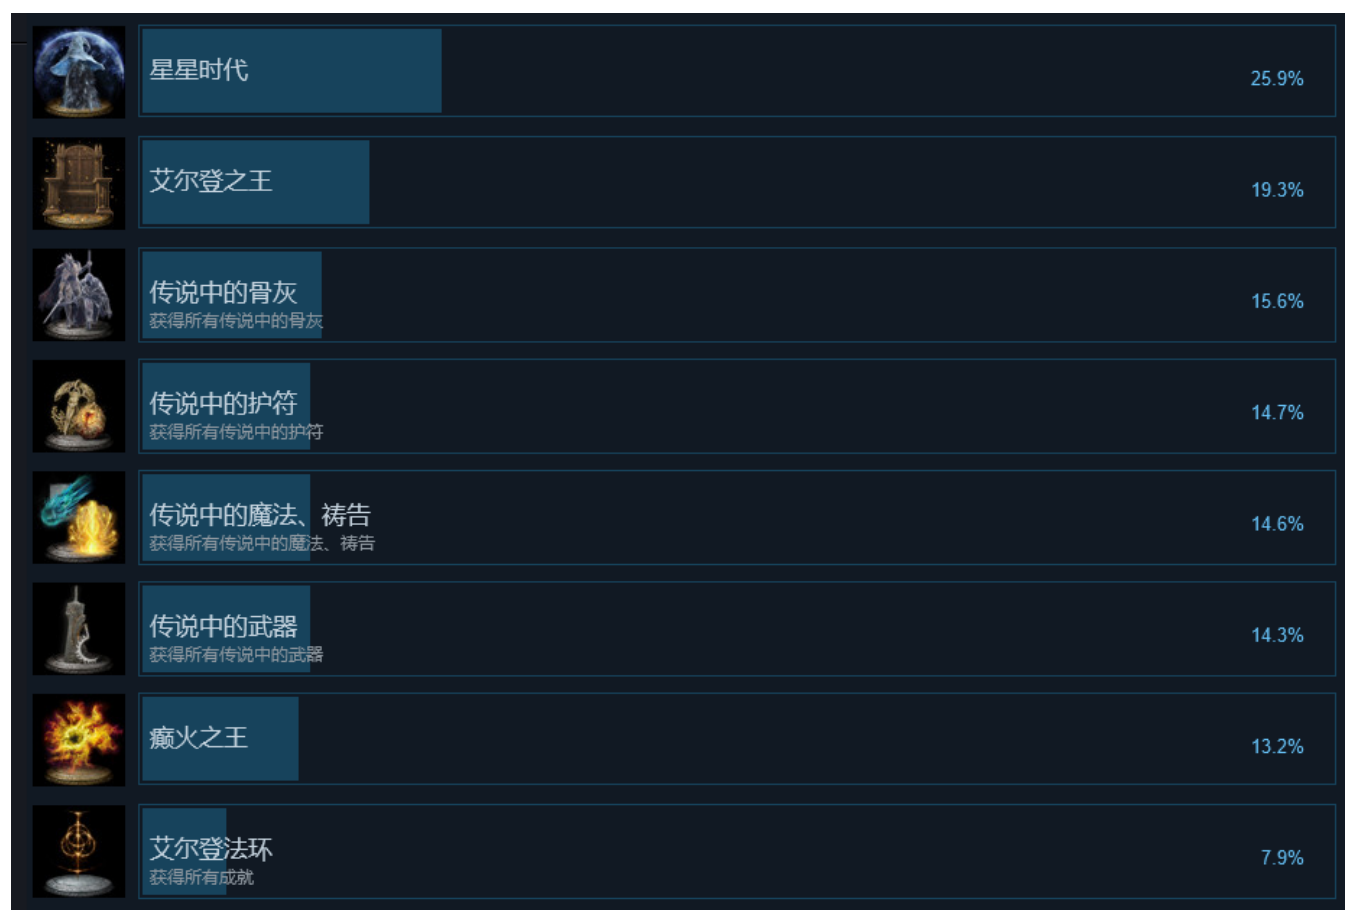 星星时代
25.9%
艾尔登之王
19.3%
传说中的骨灰
获得所有传说中的骨灰
15.6%
传说中的护符
获得所有传说中的护符
14.7%
传说中的魔法、祷告
获得所有传说中的魔法、祷告
14.6%
传说中的武器
获得所有传说中的武器
14.3%
癫火之王
13.2%
艾尔登法环
获得所有成就
7.9%